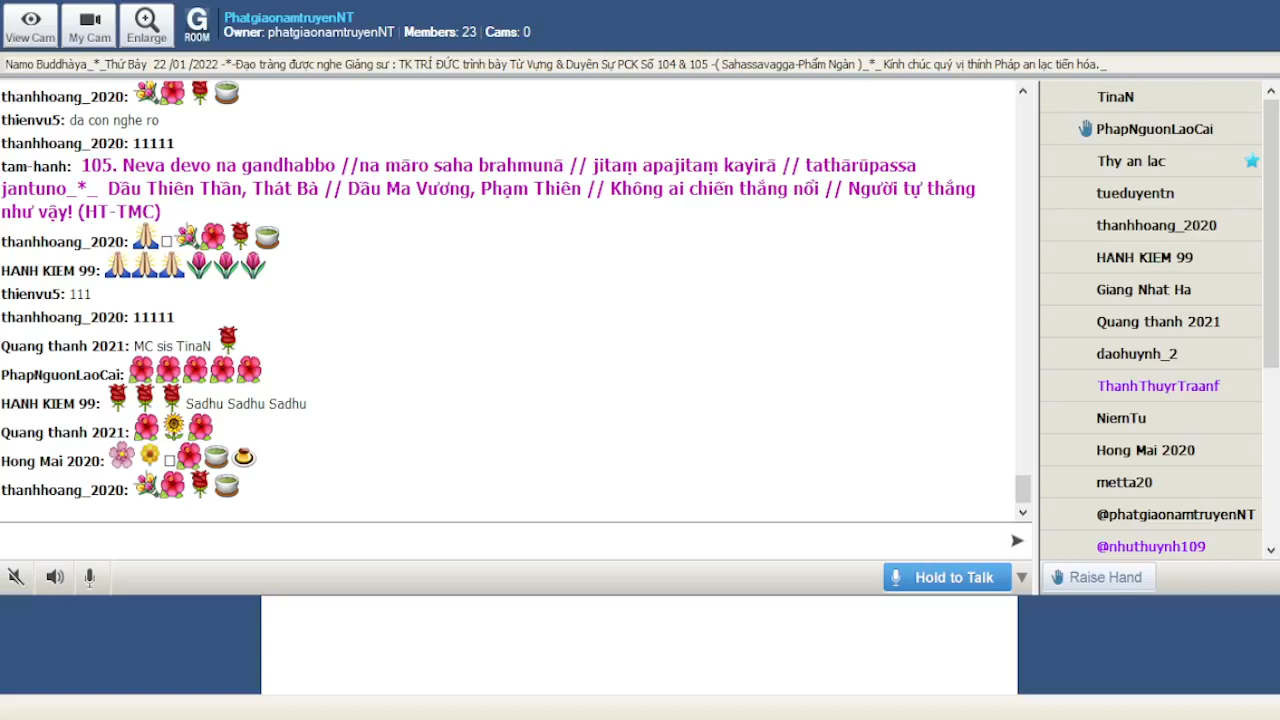 View Cam
My Cam
Enlarge
G
ROOM
PhatgiaonamtruyenNT
Owner: phatgiaonamtruyenNT | Members: 23 | Cams: 0
Namo Buddhàya_*_Thứ Bảy 22 /01 /2022 -*-Đạo tràng được nghe Giảng sư : TK TRÍ ĐỨC trình bày Từ Vựng & Duyên Sự PCK Số 104 & 105 -( Sahassavagga-Phẩm Ngàn )_*_ Kính chúc quý vị thính Pháp an lạc tiến hóa._
thanhhoang_2020:
thienvu5: da con nghe ro
thanhhoang_2020: 11111
tam-hanh: 105. Neva devo na gandhabbo //na māro saha brahmunā // jitaṃ apajitaṃ kayirā // tathārūpassa
jantuno_*_ Dầu Thiên Thần, Thát Bà // Dầu Ma Vương, Phạm Thiên // Không ai chiến thắng nổi // Người tự thắng
như vậy! (HT-TMC)
thanhhoang_2020:
HANH KIEM 99:
thienvu5: 111
thanhhoang_2020: 11111
Quang thanh 2021: MC sis TinaN
PhapNguonLaoCai:
HANH KIEM 99: Sadhu Sadhu Sadhu
Quang thanh 2021:
Hong Mai 2020:
thanhhoang_2020:
Hold to Talk
TinaN
PhapNguonLaoCai
Thy an lac
tueduyentn
thanhhoang_2020
HANH KIEM 99
Giang Nhat Ha
Quang thanh 2021
daohuynh_2
ThanhThuyrTraanf
NiemTu
Hong Mai 2020
metta20
@phatgiaonamtruyenNT
@nhuthuynh109
Raise Hand